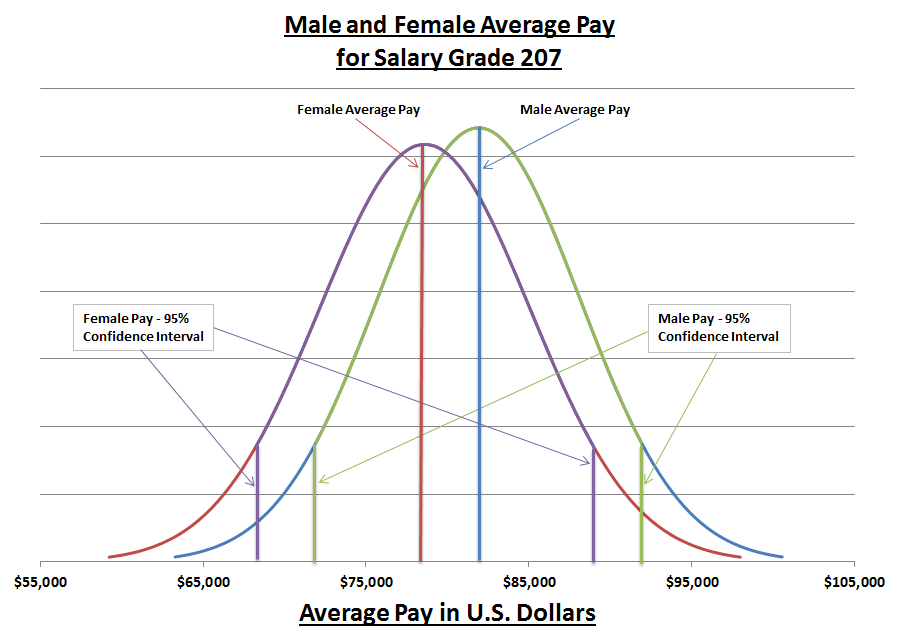 Male and Female Average Pay
for Salary Grade 207
Female Average Pay
Male Average Pay
Female Pay - 95%
Confidence Interval
Male Pay - 95%
Confidence Interval
$55,000
$65,000
$75,000
$85,000
$95,000
$105,000
Average Pay in U.S. Dollars